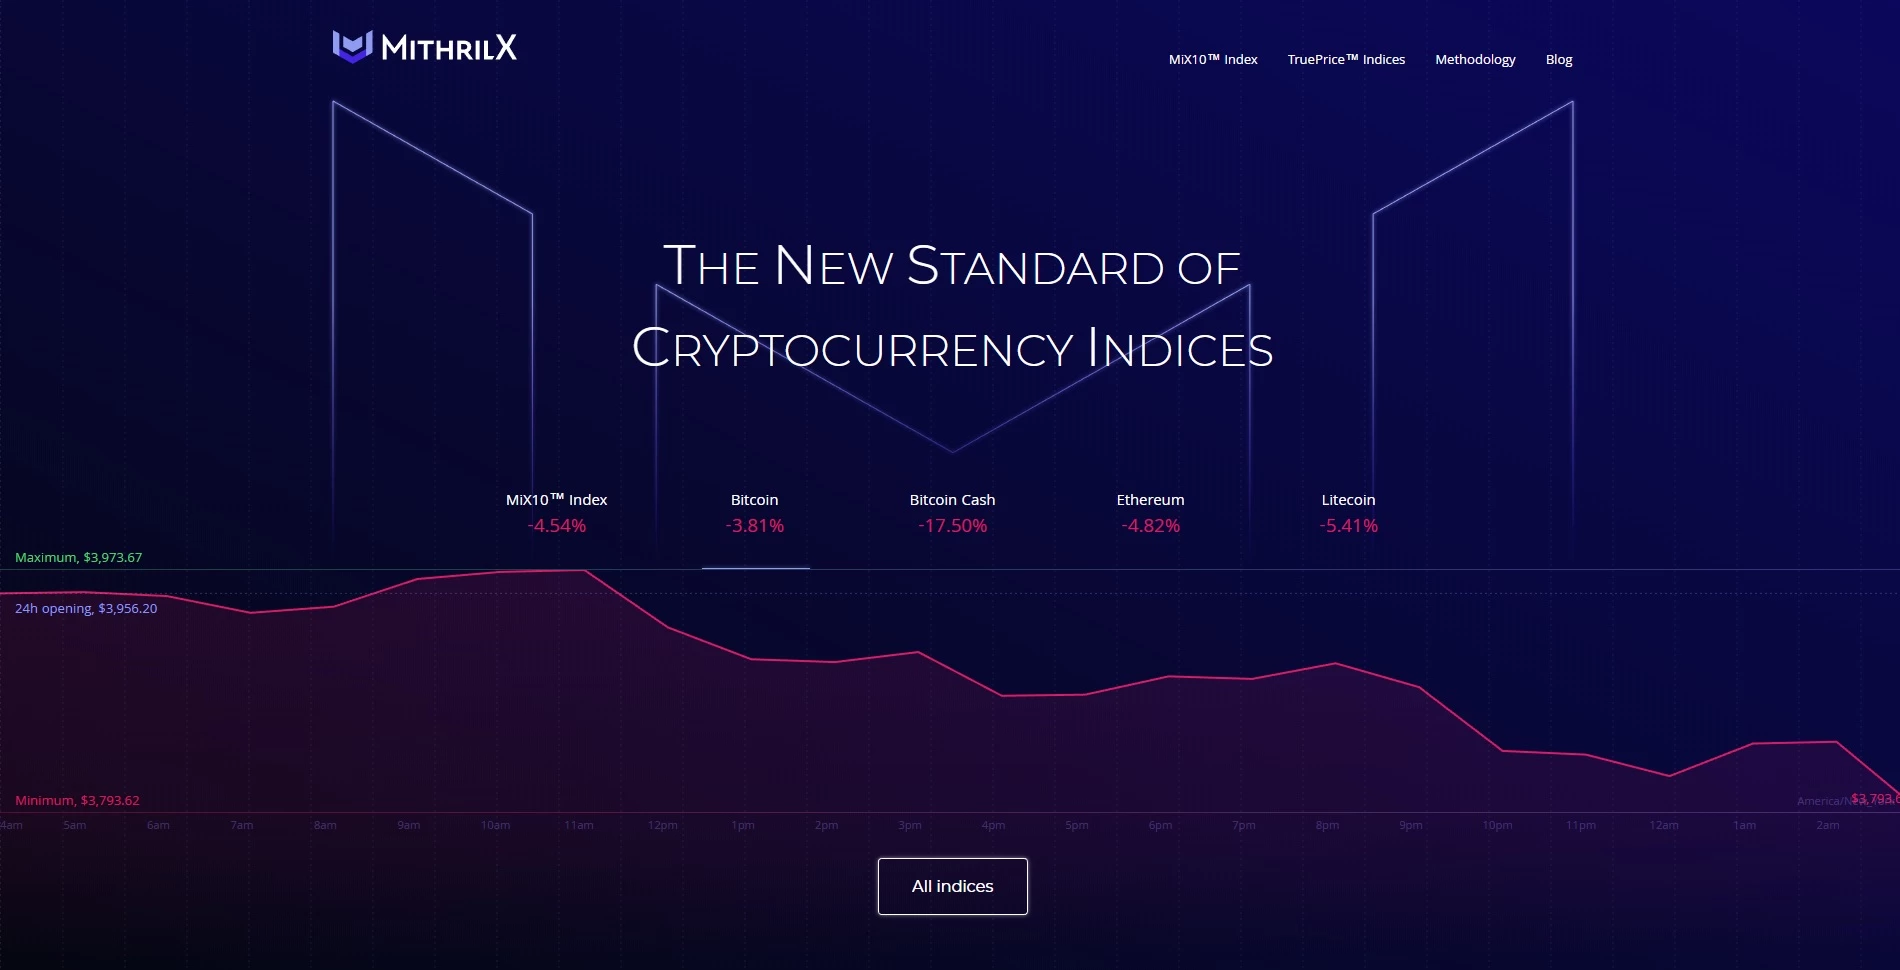 MITHRILX
MiX10™ Index TruePrice™ Indices Methodology Blog
THE NEW STANDARD OF
CRYPTOCURRENCY INDICES
MiX10™ Index Bitcoin Bitcoin Cash Ethereum Litecoin
-4.54% -3.81% -17.50% -4.82% -5.41%
Maximum, $3,973.67
24h opening, $3,956.20
Minimum, $3,793.62
America/
$3,793.6
4am 5am 6am 7am 8am 9am 10am 11am 12pm 1pm 2pm 3pm 4pm 5pm 6pm 7pm 8pm 9pm 10pm 11pm 12am 1am 2am
All indices